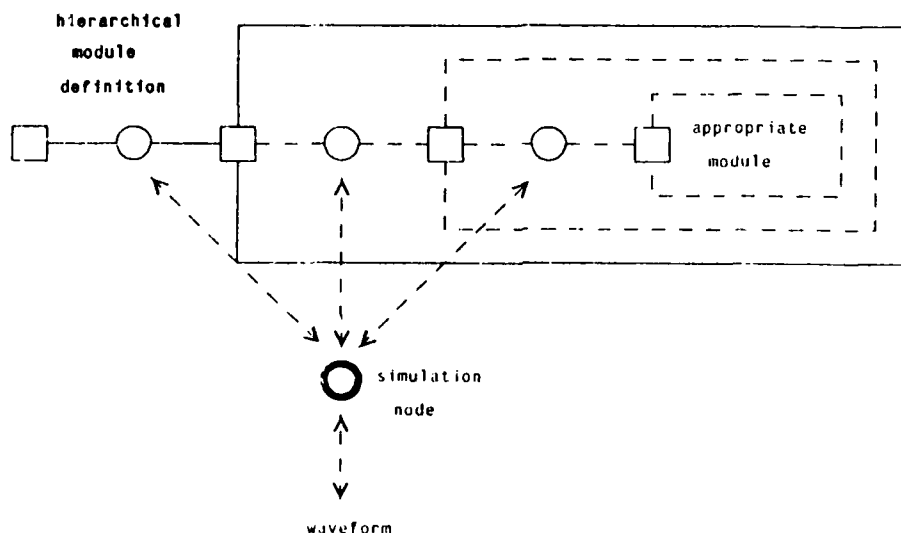 hierarchical
module
definition
appropriate
module
simulation
node
waveform